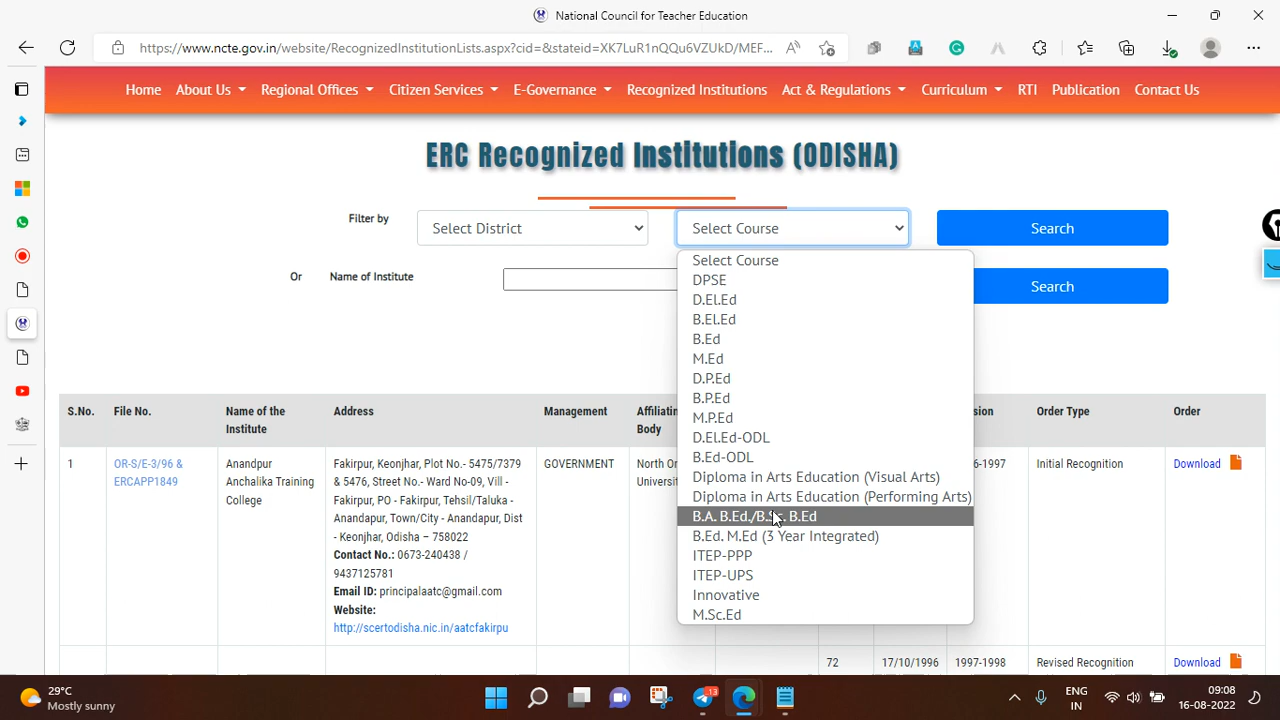 National Council for Teacher Education
https://www.ncte.gov.in/website/RecognizedInstitutionLists.aspx?cid=&stateid=XK7LuR1nQQu6VZUkD/MEF...
Home About Us Regional Offices Citizen Services E-Governance Recognized Institutions Act & Regulations Curriculum RTI Publication Contact Us
ERC Recognized Institutions (ODISHA)
Filter by Select District Select Course Search
Or Name of Institute Search
Select Course
DPSE
D.El.Ed
B.El.Ed
B.Ed
M.Ed
D.P.Ed
B.P.Ed
M.P.Ed
D.El.Ed-ODL
B.Ed-ODL
Diploma in Arts Education (Visual Arts)
Diploma in Arts Education (Performing Arts)
B.A. B.Ed./B.Sc. B.Ed
B.Ed. M.Ed (3 Year Integrated)
ITEP-PPP
ITEP-UPS
Innovative
M.Sc.Ed
S.No. File No. Name of the Address Management Order Type Order
Institute Body
1 OR-S/E-3/96 & Anandpur Fakirpur, Keonjhar, Plot No.- 5475/7379 GOVERNMENT North 6-1997 Initial Recognition Download
ERCAPP1849 Anchalika Training & 5476, Street No.- Ward No-09, Vill -
College Fakirpur, PO - Fakirpur, Tehsil/Taluka -
Anandapur, Town/City - Anandapur, Dist
- Keonjhar, Odisha – 758022
Contact No.: 0673-240438 /
9437125781
Email ID: principalaatc@gmail.com
Website:
http://scertodisha.nic.in/aatcfakirpu
72 17/10/1996 1997-1998 Revised Recognition Download
29°C
Mostly sunny
13
ENG
IN
09:08
16-08-2022